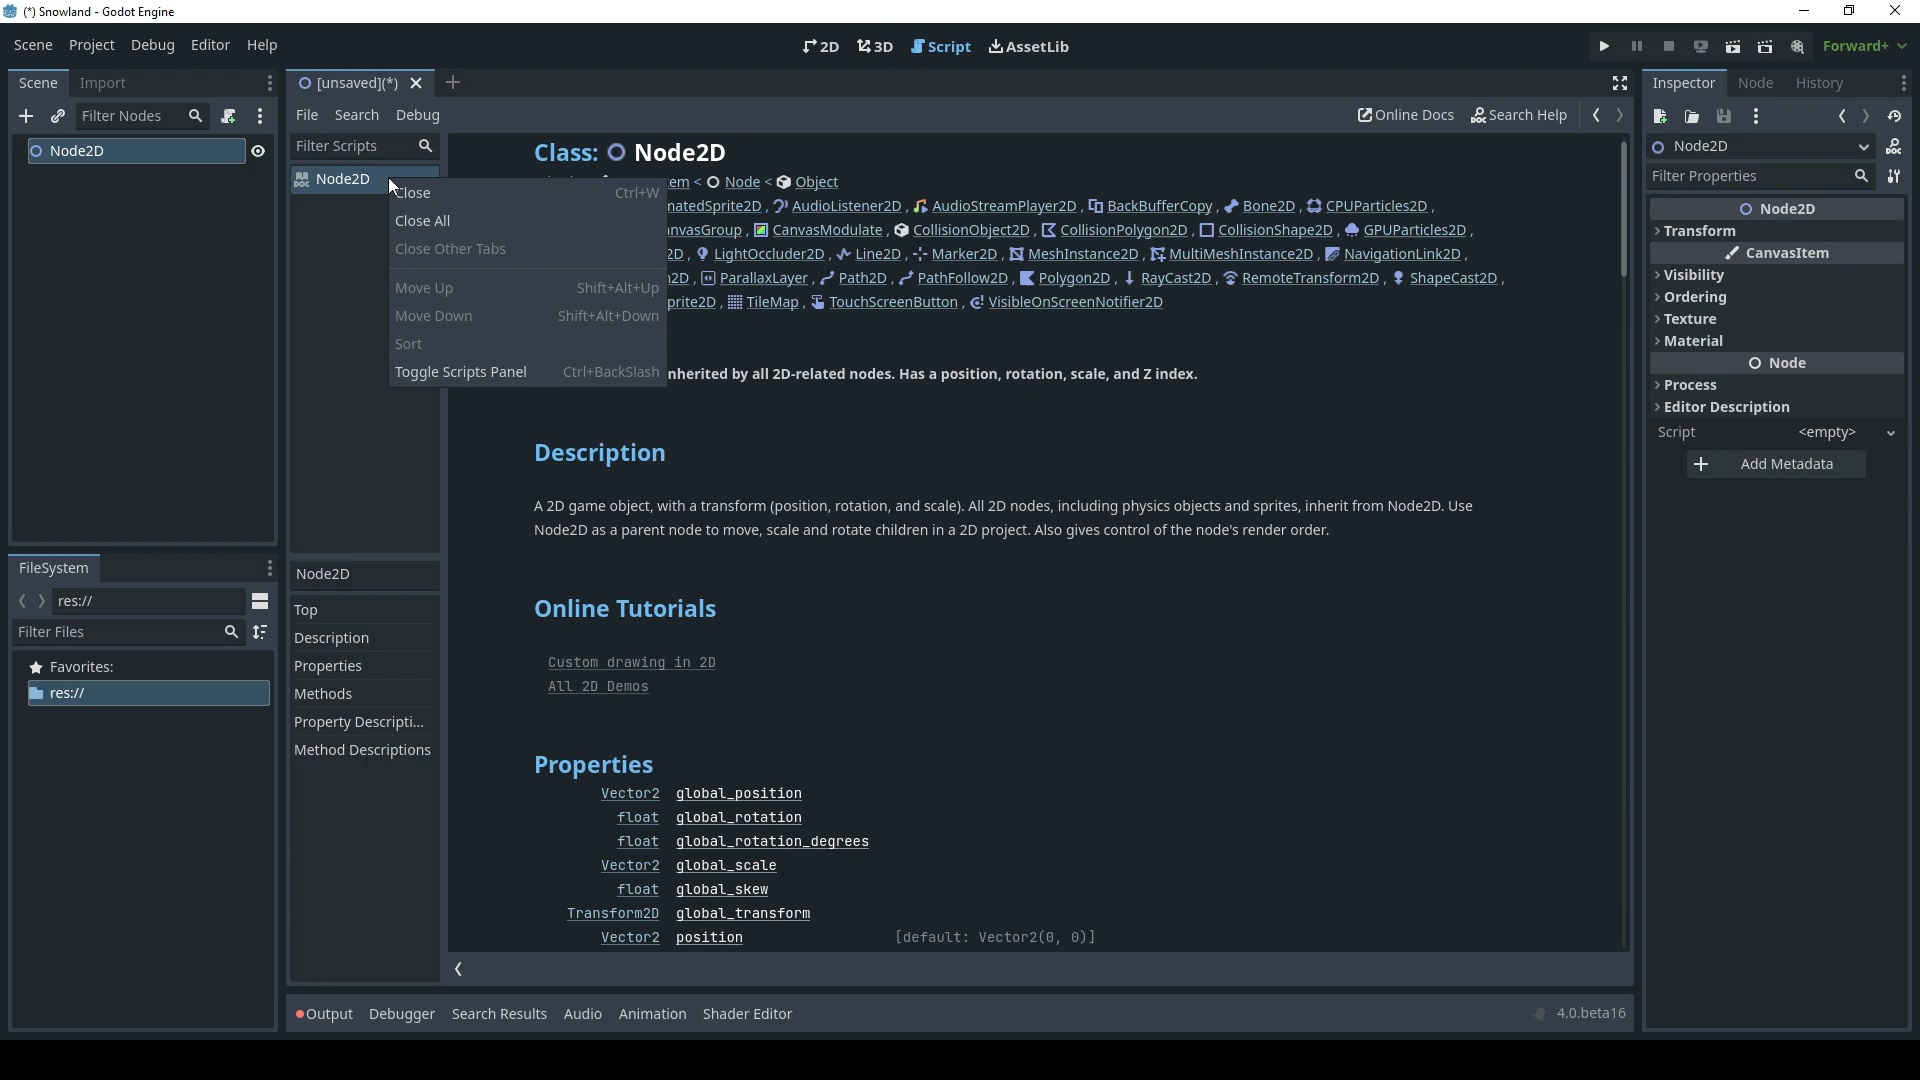 (*) Snowland - Godot Engine
Scene Project Debug Editor Help
2D 3D Script AssetLib
Forward+
Scene Import
[unsaved](*)
Inspector Node History
Filter Nodes
File Search Debug
Online Docs Search Help
Node2D
Filter Scripts
Class: Node2D
Node2D
Filter Properties
Node2D
Close Ctrl+W
Close All
Close Other Tabs
Move Up Shift+Alt+Up
Move Down Shift+Alt+Down
Sort
Toggle Scripts Panel Ctrl+BackSlash
em < Node < Object
natedSprite2D , AudioListener2D , AudioStreamPlayer2D , BackBufferCopy , Bone2D , CPUParticles2D ,
nvasGroup , CanvasModulate , CollisionObject2D , CollisionPolygon2D , CollisionShape2D , GPUParticles2D ,
2D , LightOccluder2D , Line2D , Marker2D , MeshInstance2D , MultiMeshInstance2D , NavigationLink2D ,
2D , ParallaxLayer , Path2D , PathFollow2D , Polygon2D , RayCast2D , RemoteTransform2D , ShapeCast2D ,
prite2D , TileMap , TouchScreenButton , VisibleOnScreenNotifier2D
nherited by all 2D-related nodes. Has a position, rotation, scale, and Z index.
Description
A 2D game object, with a transform (position, rotation, and scale). All 2D nodes, including physics objects and sprites, inherit from Node2D. Use
Node2D as a parent node to move, scale and rotate children in a 2D project. Also gives control of the node's render order.
Online Tutorials
Custom drawing in 2D
All 2D Demos
Properties
Vector2 global_position
float global_rotation
float global_rotation_degrees
Vector2 global_scale
float global_skew
Transform2D global_transform
Vector2 position [default: Vector2(0, 0)]
Node2D
Transform
CanvasItem
Visibility
Ordering
Texture
Material
Node
Process
Editor Description
Script <empty>
Add Metadata
FileSystem
res://
Filter Files
Favorites:
res://
Node2D
Top
Description
Properties
Methods
Property Descripti...
Method Descriptions
Output Debugger Search Results Audio Animation Shader Editor
4.0.beta16